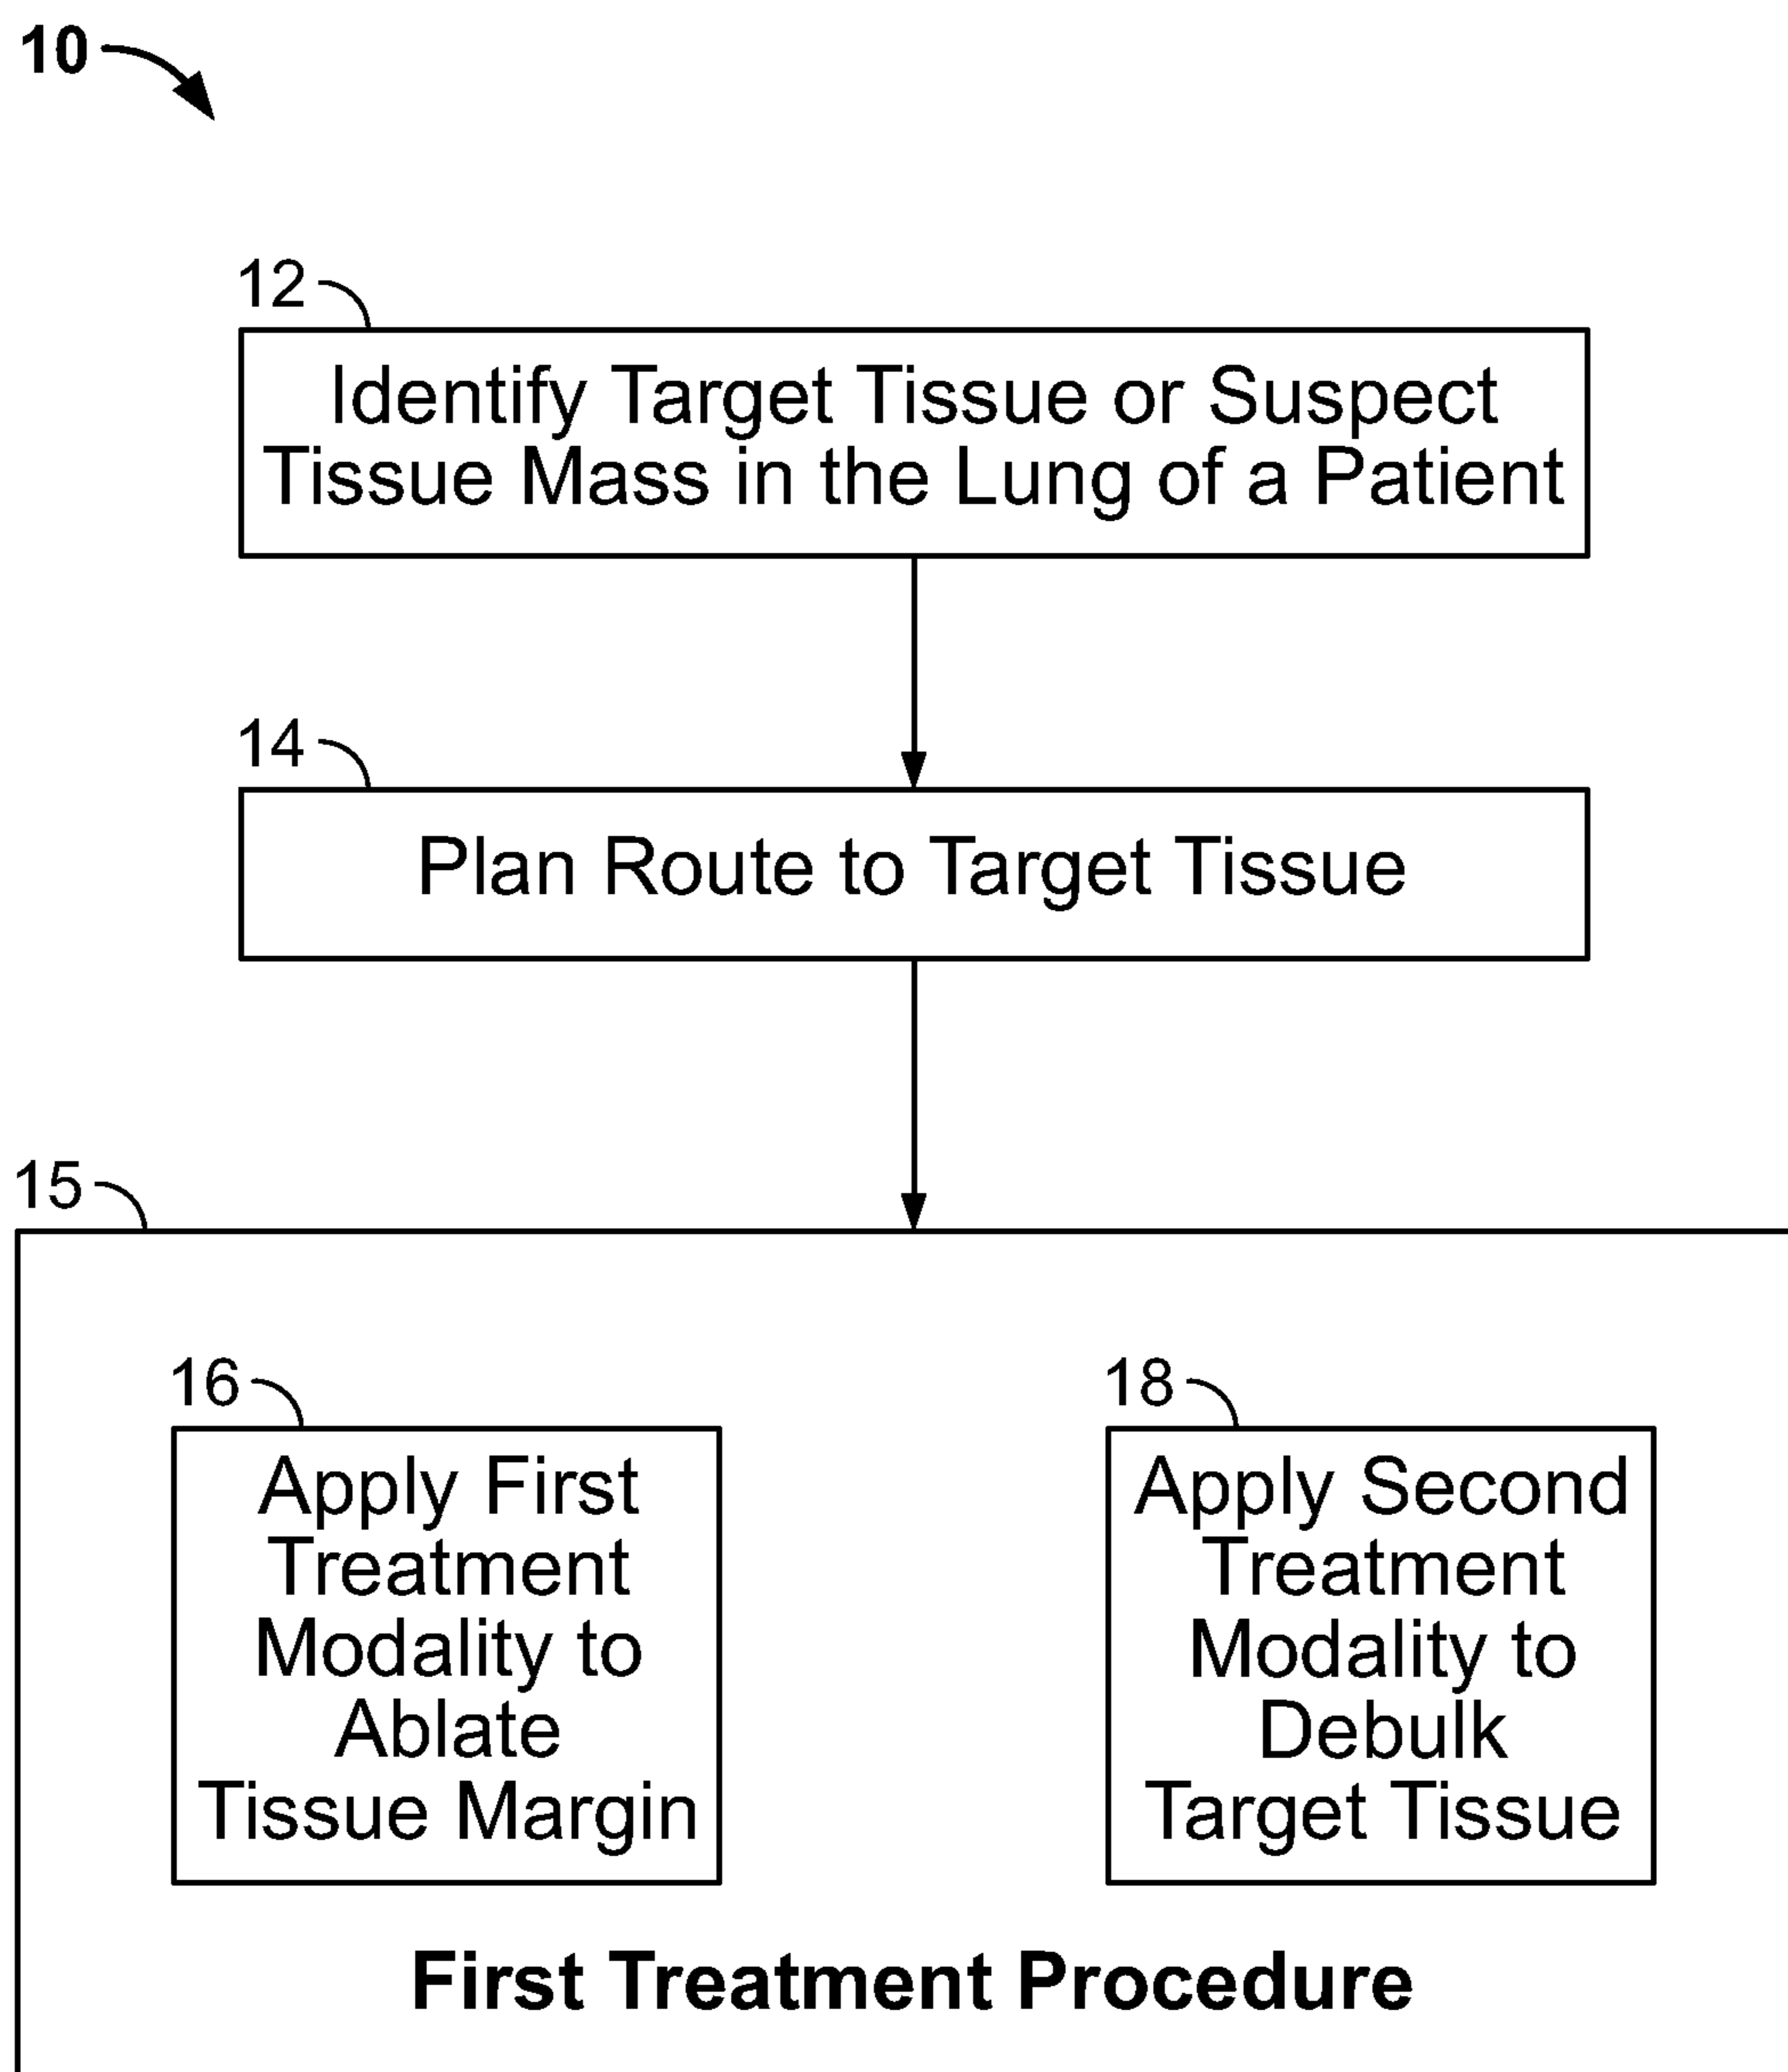 10
12
Identify Target Tissue or Suspect
Tissue Mass in the Lung of a Patient
14
Plan Route to Target Tissue
15
16
Apply First
Treatment
Modality to
Ablate
Tissue Margin
18
Apply Second
Treatment
Modality to
Debulk
Target Tissue
First Treatment Procedure